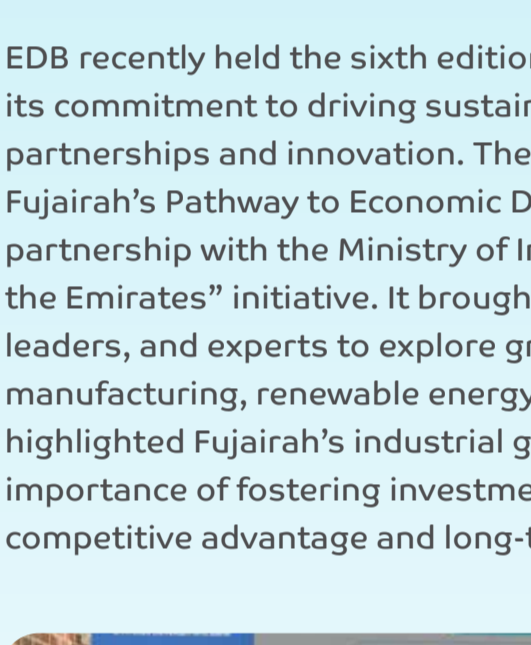 EDB recently held the sixth editio
its commitment to driving sustai
partnerships and innovation. The
Fujairah’s Pathway to Economic D
partnership with the Ministry of I
the Emirates” initiative. It brough
leaders, and experts to explore g
manufacturing, renewable energy
highlighted Fujairah’s industrial g
importance of fostering investme
competitive advantage and long-t